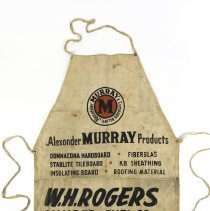 MURRAY
M
Alexander MURRAY Products
DONNACONA HARDBOARD • FIBERGLAS
STARLITE TILEBOARD • K.B. SHEATHING
INSULATING BOARD • ROOFING MATERIAL
W.H. ROGERS